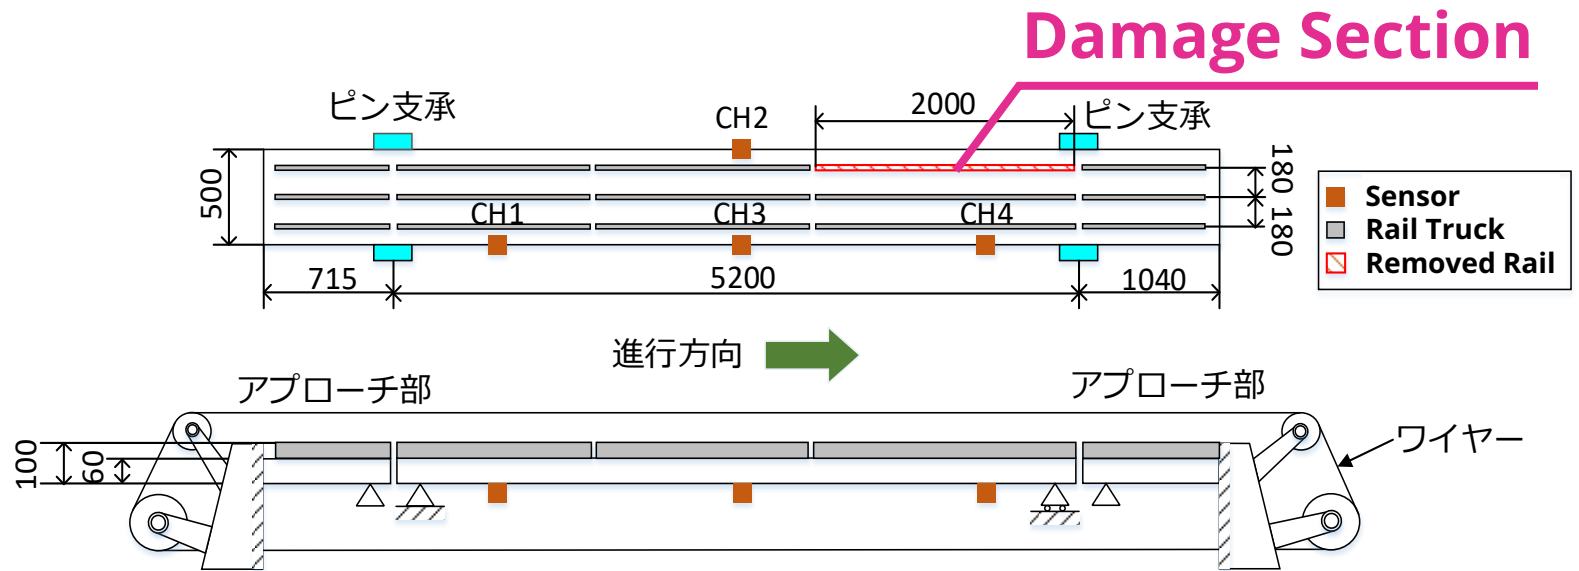 Damage Section
ピン支承
CH2
2000
ピン支承
500
CH1
CH3
CH4
180
180
Sensor
Rail Truck
Removed Rail
715
5200
1040
進行方向
アプローチ部
アプローチ部
ワイヤー
100
60